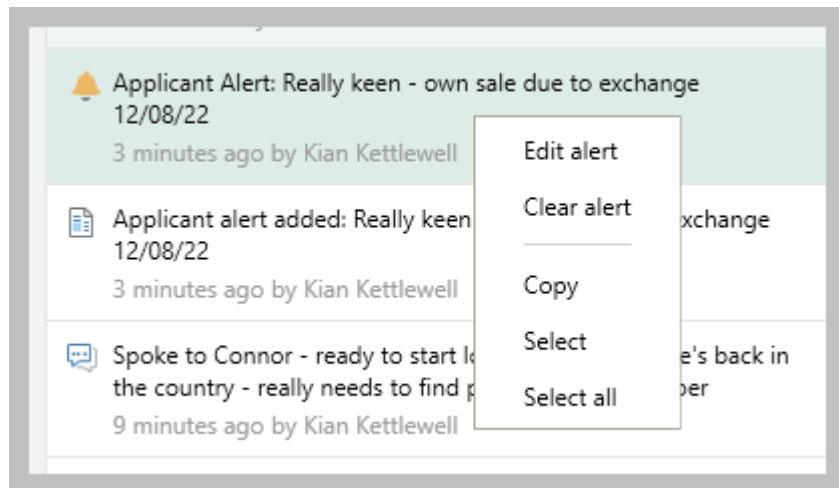 Applicant Alert: Really keen - own sale due to exchange
12/08/22
3 minutes ago by Kian Kettlewell
Edit alert
Clear alert
Copy
Select
Select all
Applicant alert added: Really keen
xchange
12/08/22
3 minutes ago by Kian Kettlewell
Spoke to Connor - ready to start
e's back in
the country - really needs to find
9 minutes ago by Kian Kettlewell